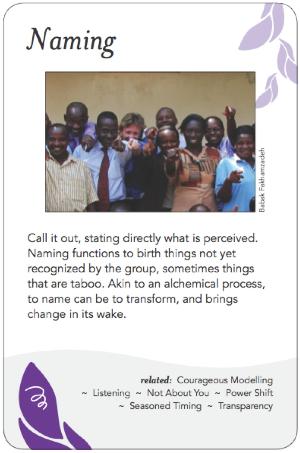 Naming
Babak Fakhamzadeh
Call it out, stating directly what is perceived.
Naming functions to birth things not yet
recognized by the group, sometimes things
that are taboo. Akin to an alchemical process,
to name can be to transform, and brings
change in its wake.
related: Courageous Modelling
~ Listening ~ Not About You ~ Power Shift
~ Seasoned Timing ~ Transparency